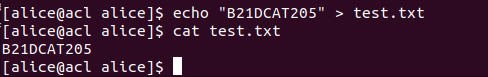 [alice@acl alice]$ echo "B21DCAT205" > test.txt
[alice@acl alice]$ cat test.txt
B21DCAT205
[alice@acl alice]$